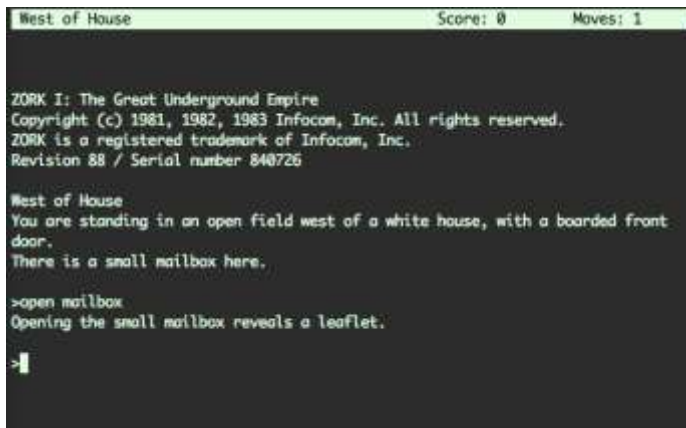 West of House Score: 0 Moves: 1
ZORK I: The Great Underground Empire
Copyright (c) 1981, 1982, 1983 Infocom, Inc. All rights reserved.
ZORK is a registered trademark of Infocom, Inc.
Revision 88 / Serial number 840726
West of House
You are standing in an open field west of a white house, with a boarded front
door.
There is a small mailbox here.
>open mailbox
Opening the small mailbox reveals a leaflet.
>